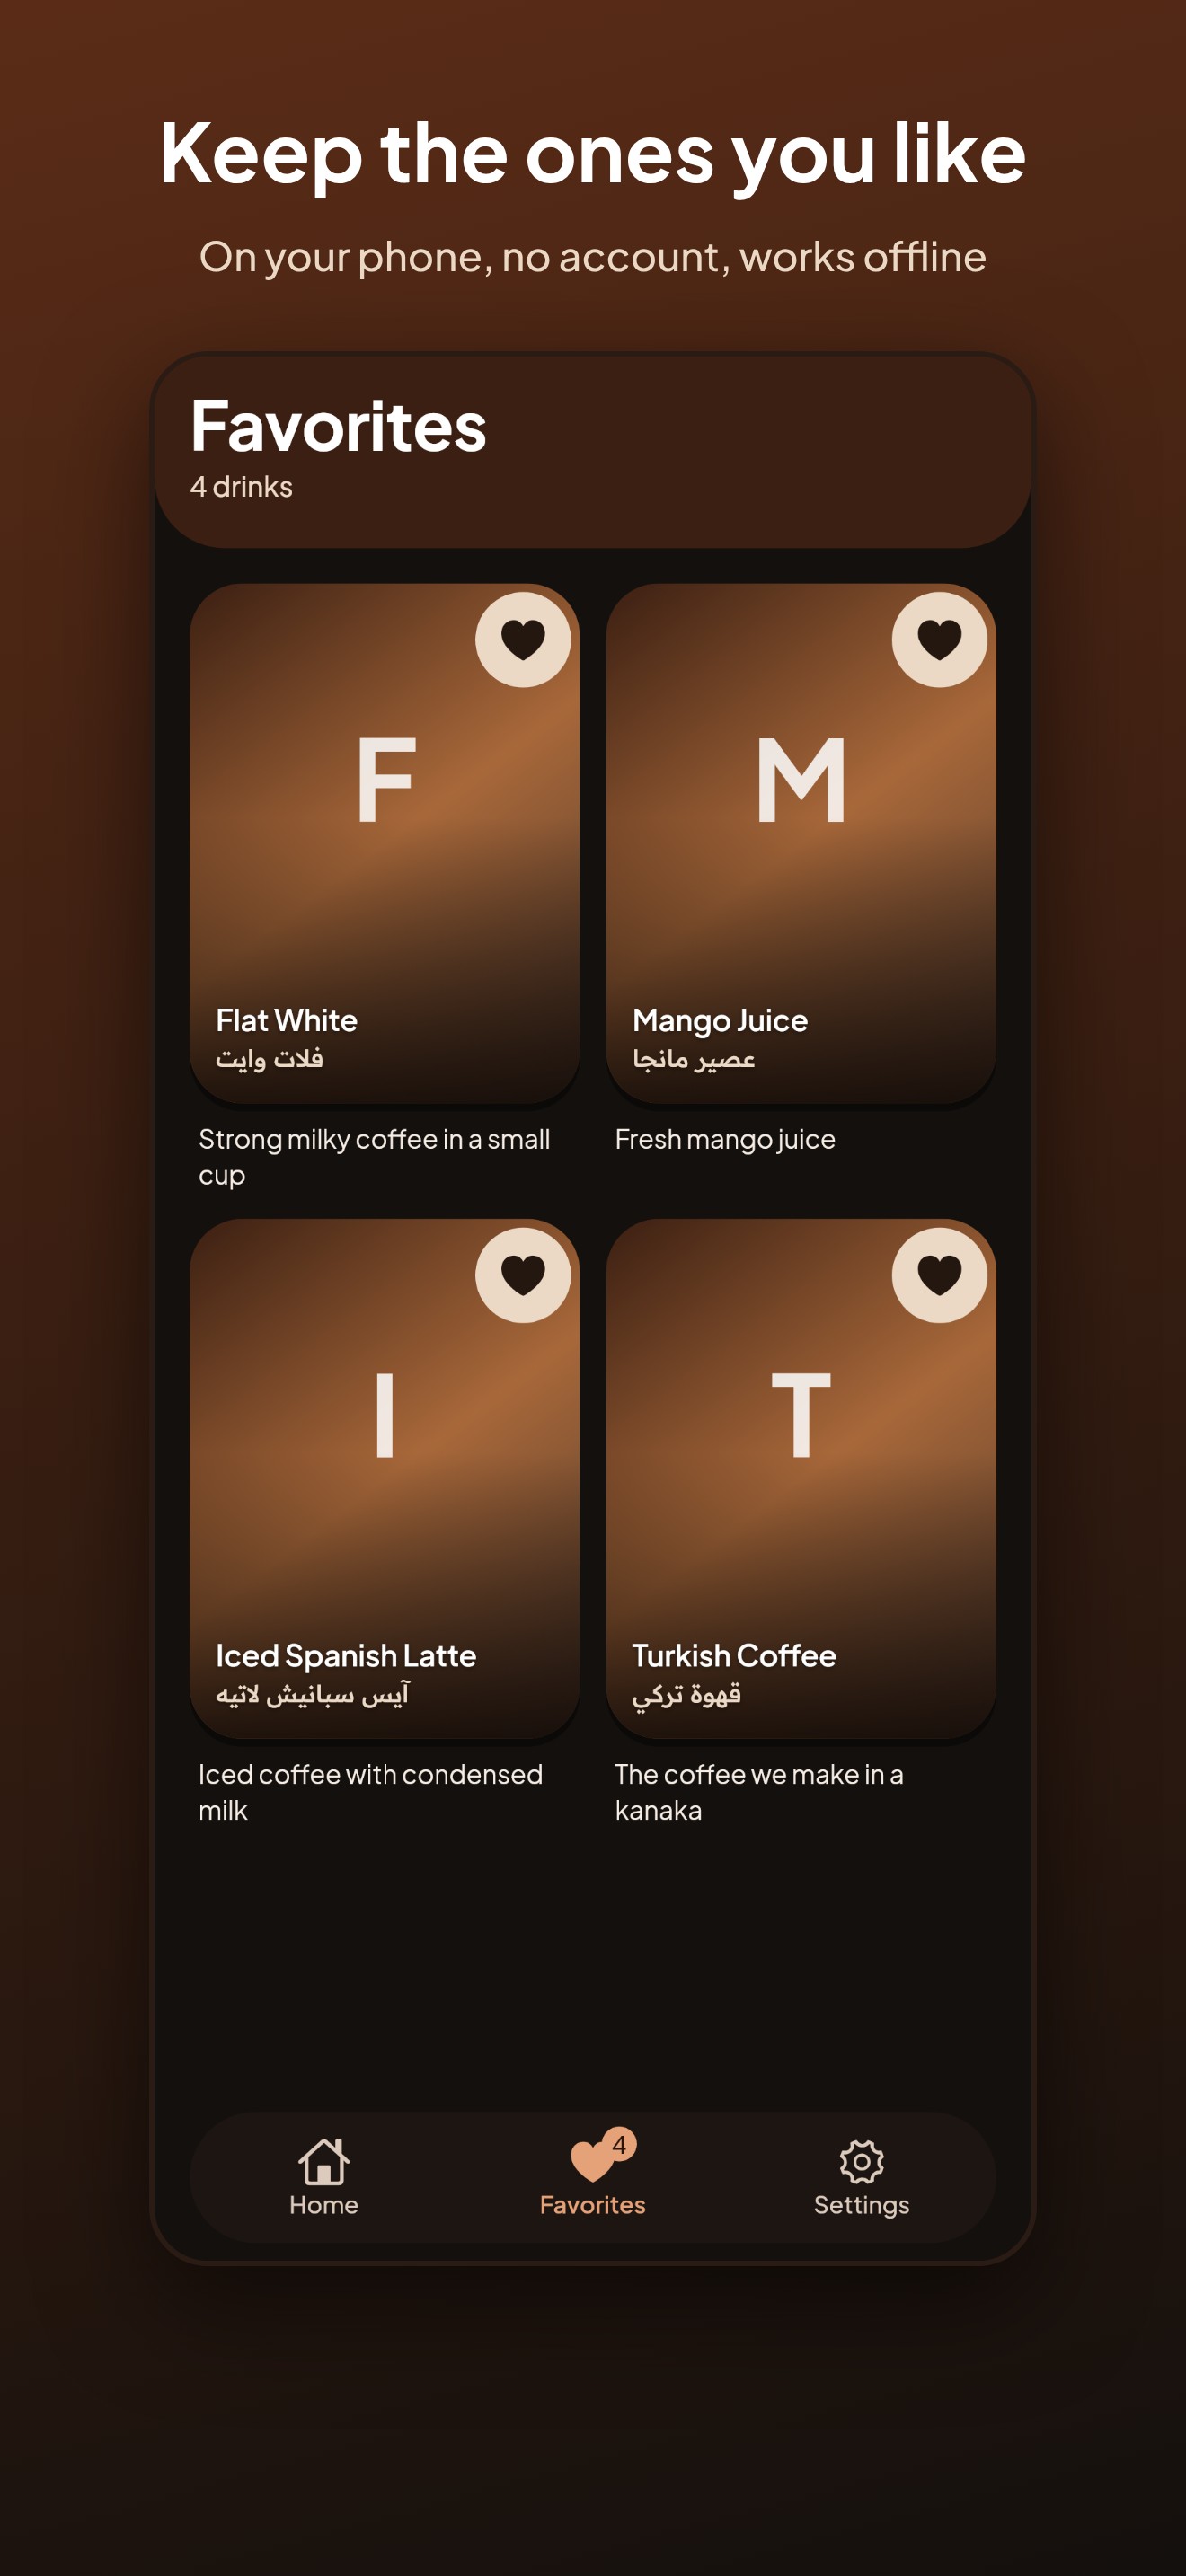 Keep the ones you like
On your phone, no account, works offline
Favorites
4 drinks
F
Flat White
فلات وايت
Strong milky coffee in a small
cup
M
Mango Juice
عصير مانجا
Fresh mango juice
I
Iced Spanish Latte
آيس سبانيش لاتيه
Iced coffee with condensed
milk
T
Turkish Coffee
قهوة تركي
The coffee we make in a
kanaka
Home
4
Favorites
Settings